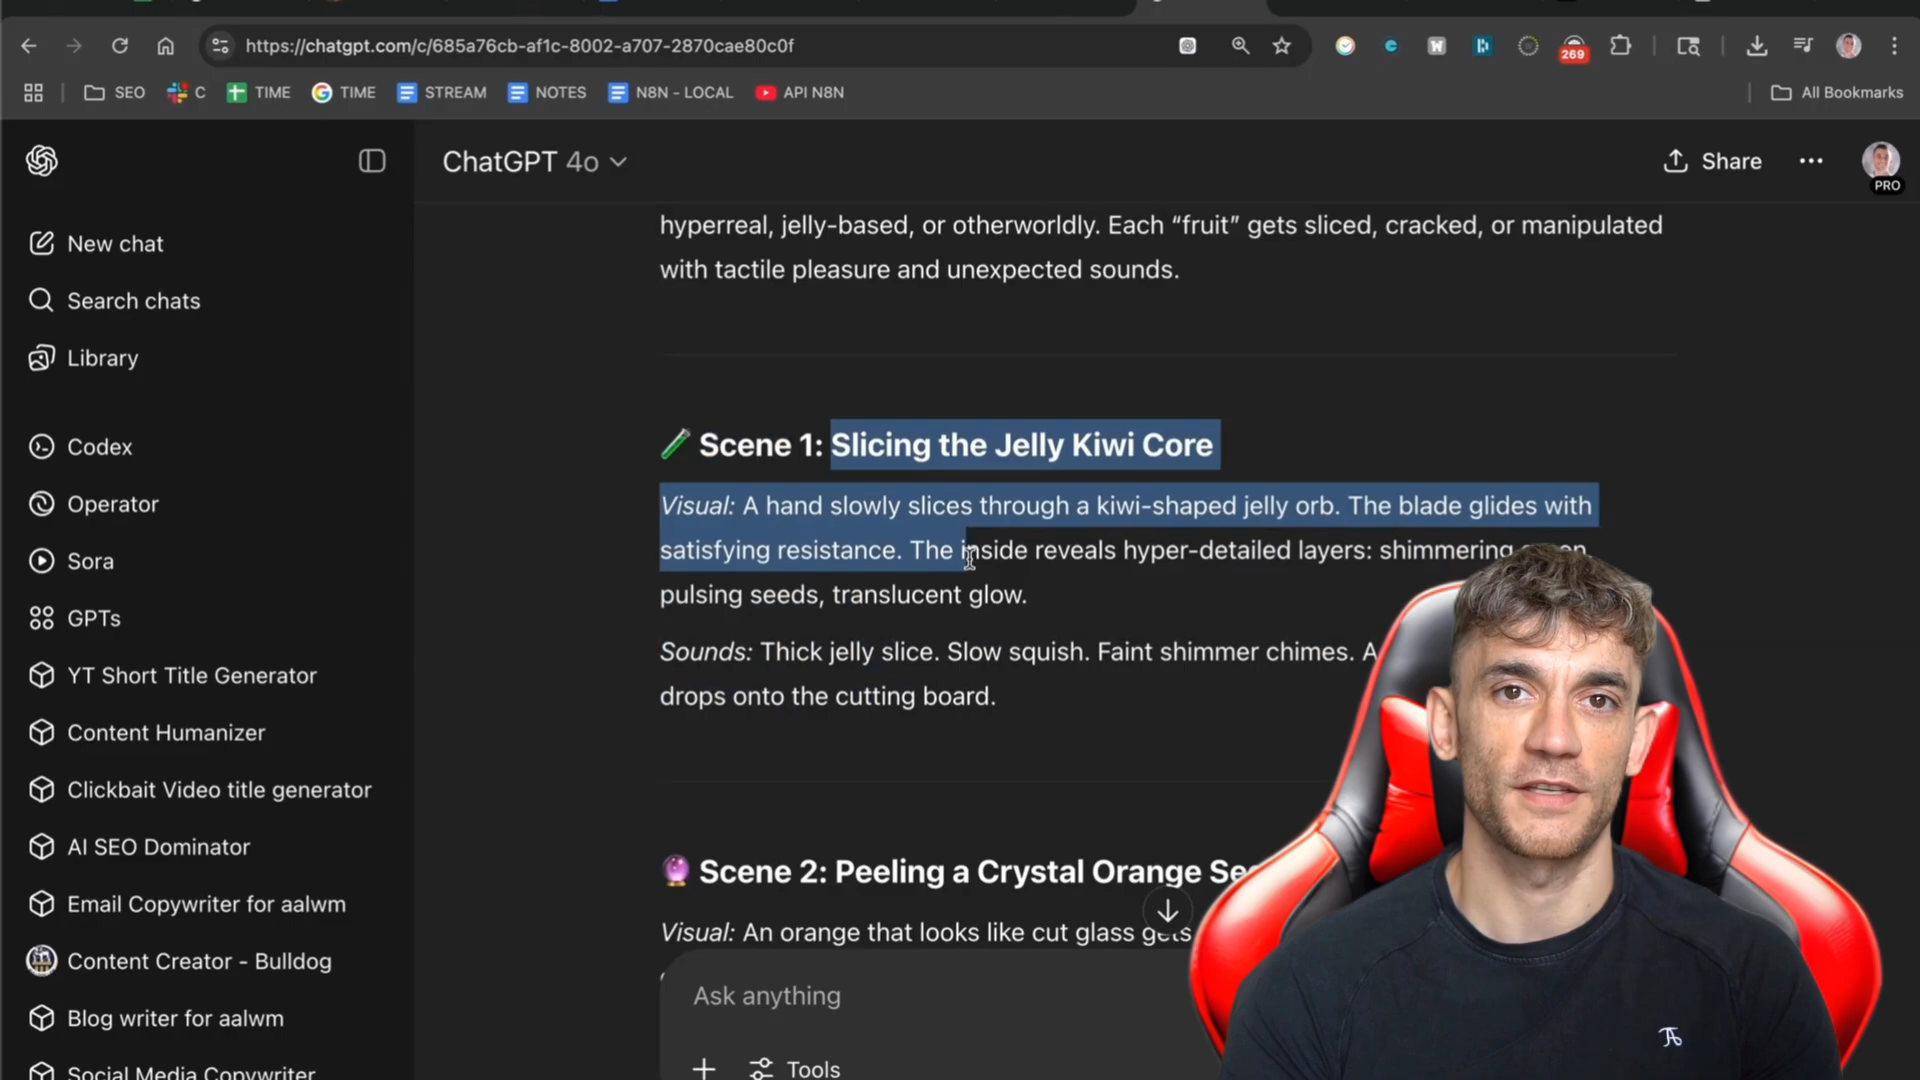 https://chatgpt.com/c/685a76cb-af1c-8002-a707-2870cae80c0f
269
SEO
C
TIME
TIME
STREAM
NOTES
N8N - LOCAL
API N8N
All Bookmarks
ChatGPT 4o
Share
PRO
New chat
Search chats
Library
Codex
Operator
Sora
GPTs
YT Short Title Generator
Content Humanizer
Clickbait Video title generator
AI SEO Dominator
Email Copywriter for aalwm
Content Creator - Bulldog
Blog writer for aalwm
Social Media Copywriter
hyperreal, jelly-based, or otherworldly. Each “fruit” gets sliced, cracked, or manipulated
with tactile pleasure and unexpected sounds.
Scene 1: Slicing the Jelly Kiwi Core
Visual: A hand slowly slices through a kiwi-shaped jelly orb. The blade glides with
satisfying resistance. The inside reveals hyper-detailed layers: shimmering
pulsing seeds, translucent glow.
Sounds: Thick jelly slice. Slow squish. Faint shimmer chimes. A
drops onto the cutting board.
Scene 2: Peeling a Crystal Orange
Visual: An orange that looks like cut glass gets
Ask anything
Tools